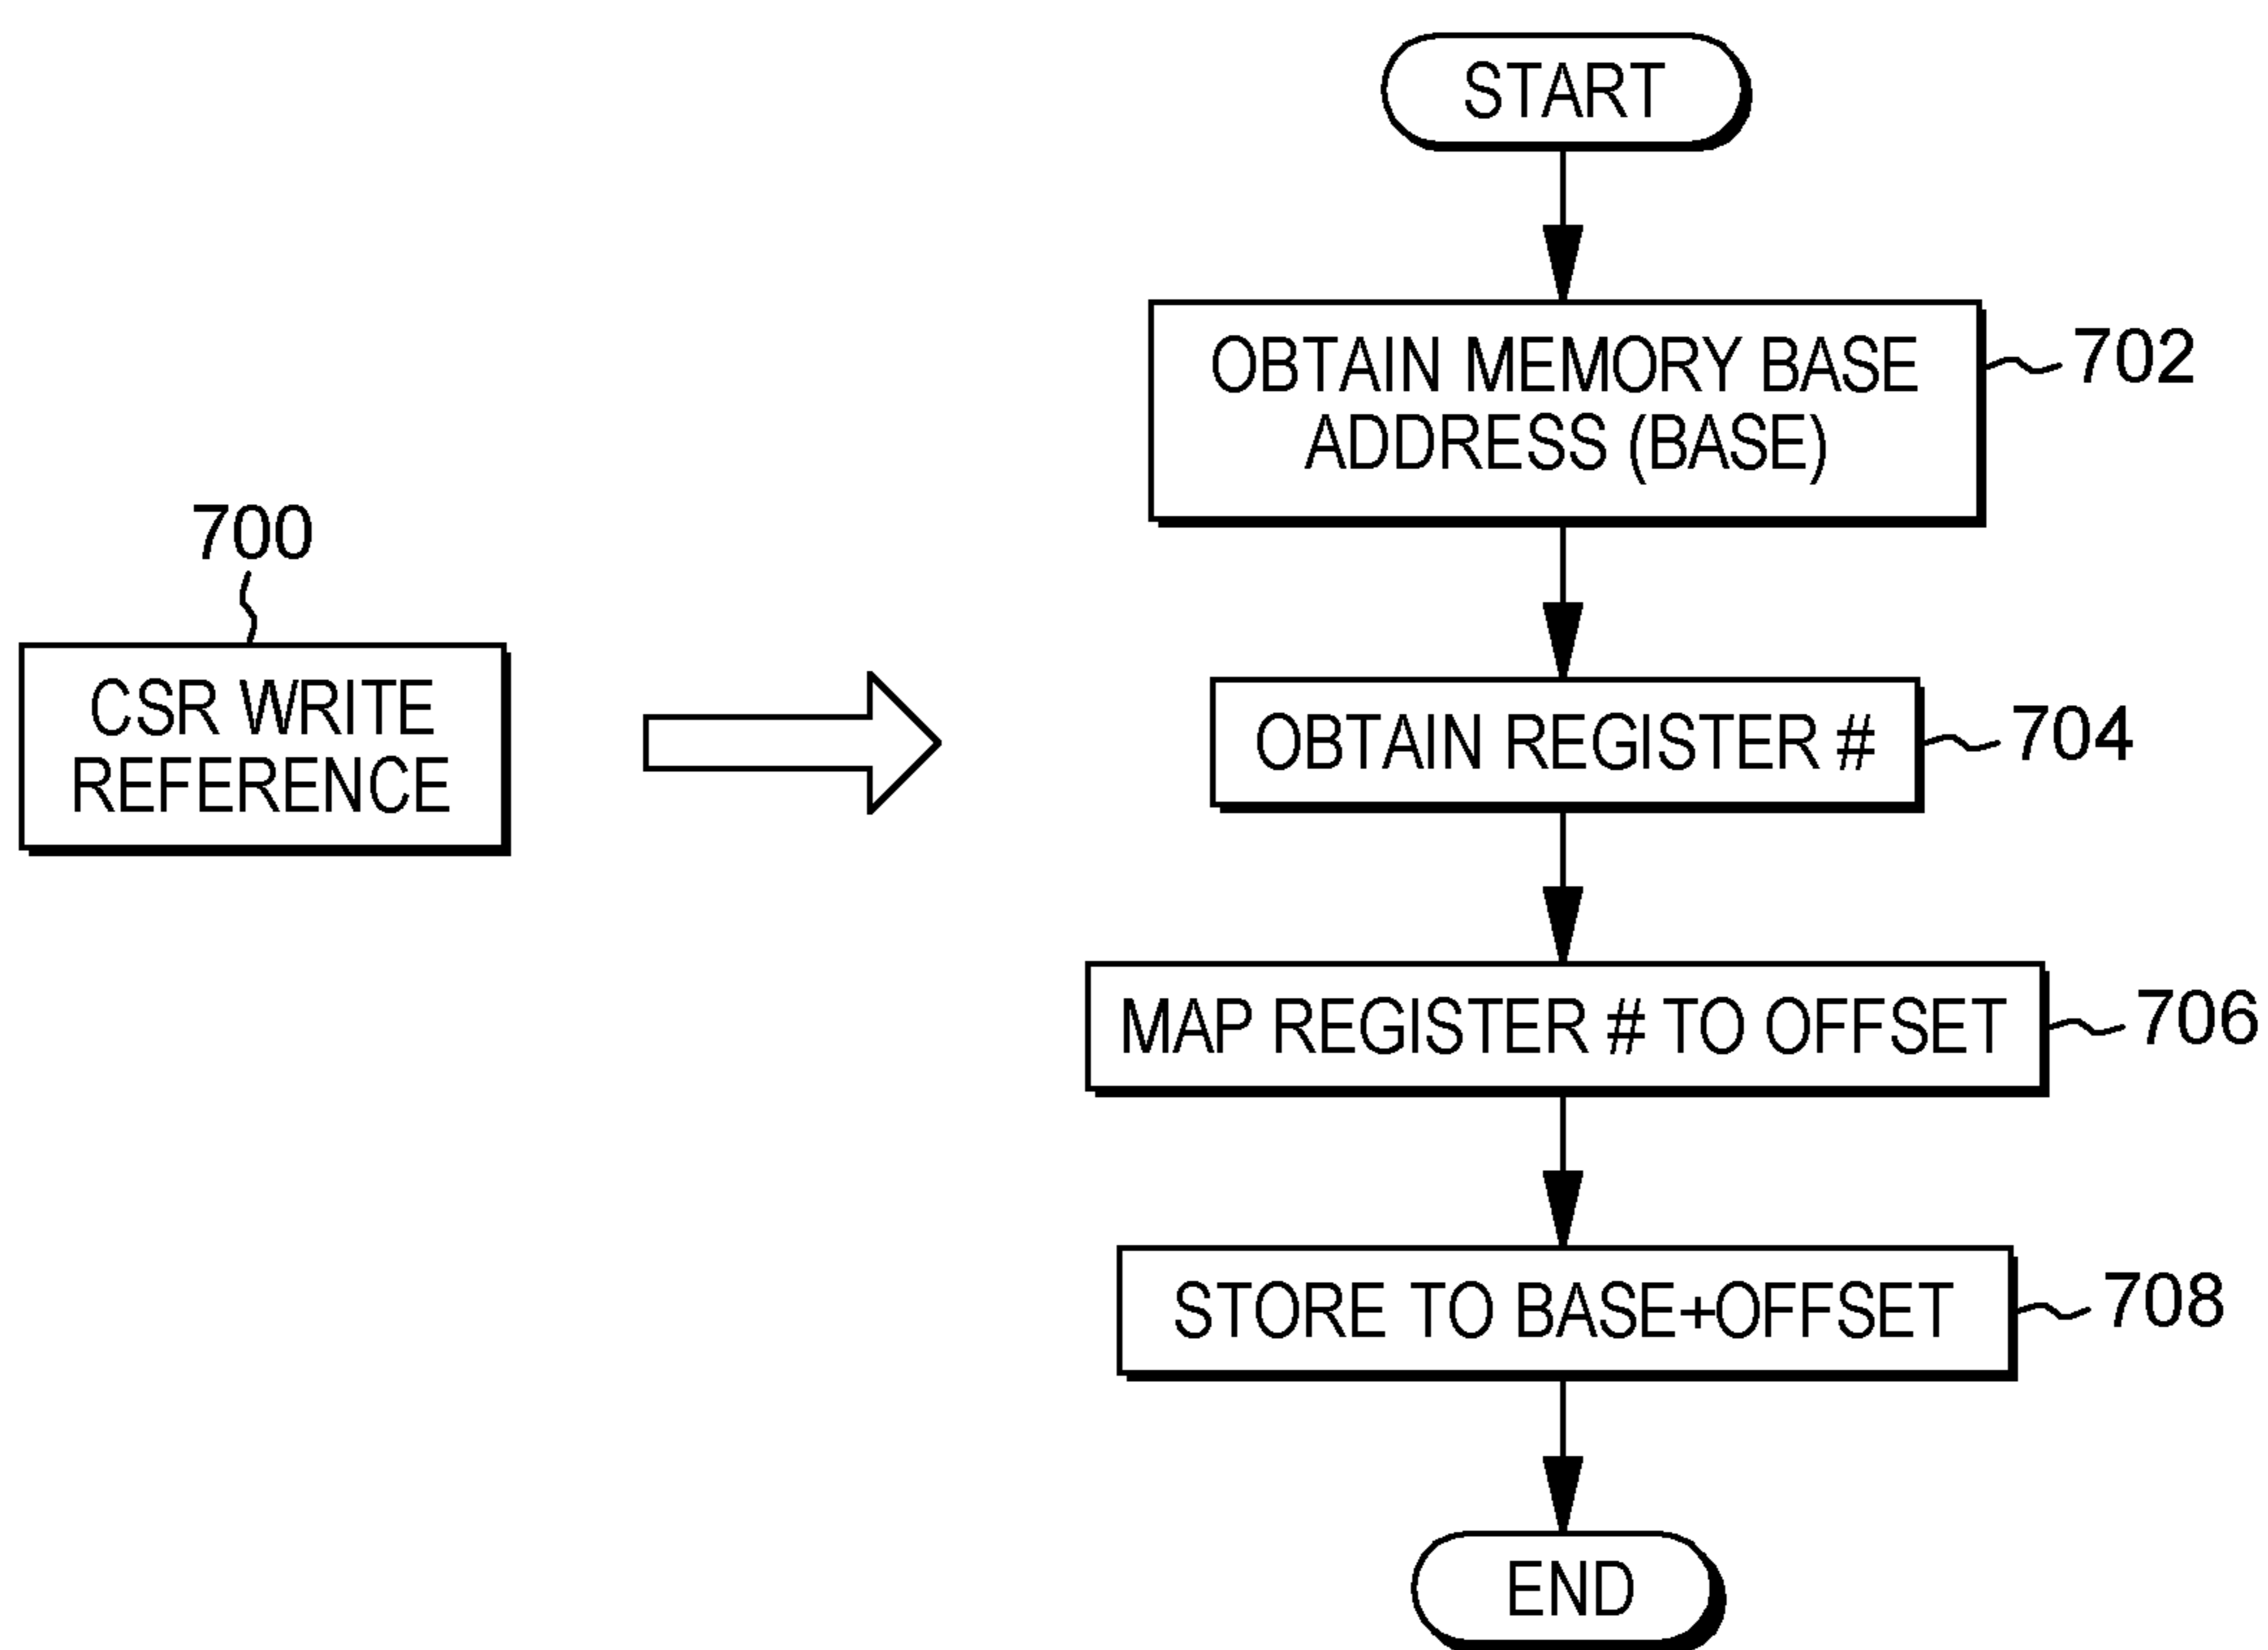 700
CSR WRITE
REFERENCE
START
OBTAIN MEMORY BASE
ADDRESS (BASE)
702
OBTAIN REGISTER #
704
MAP REGISTER # TO OFFSET
706
STORE TO BASE+OFFSET
708
END